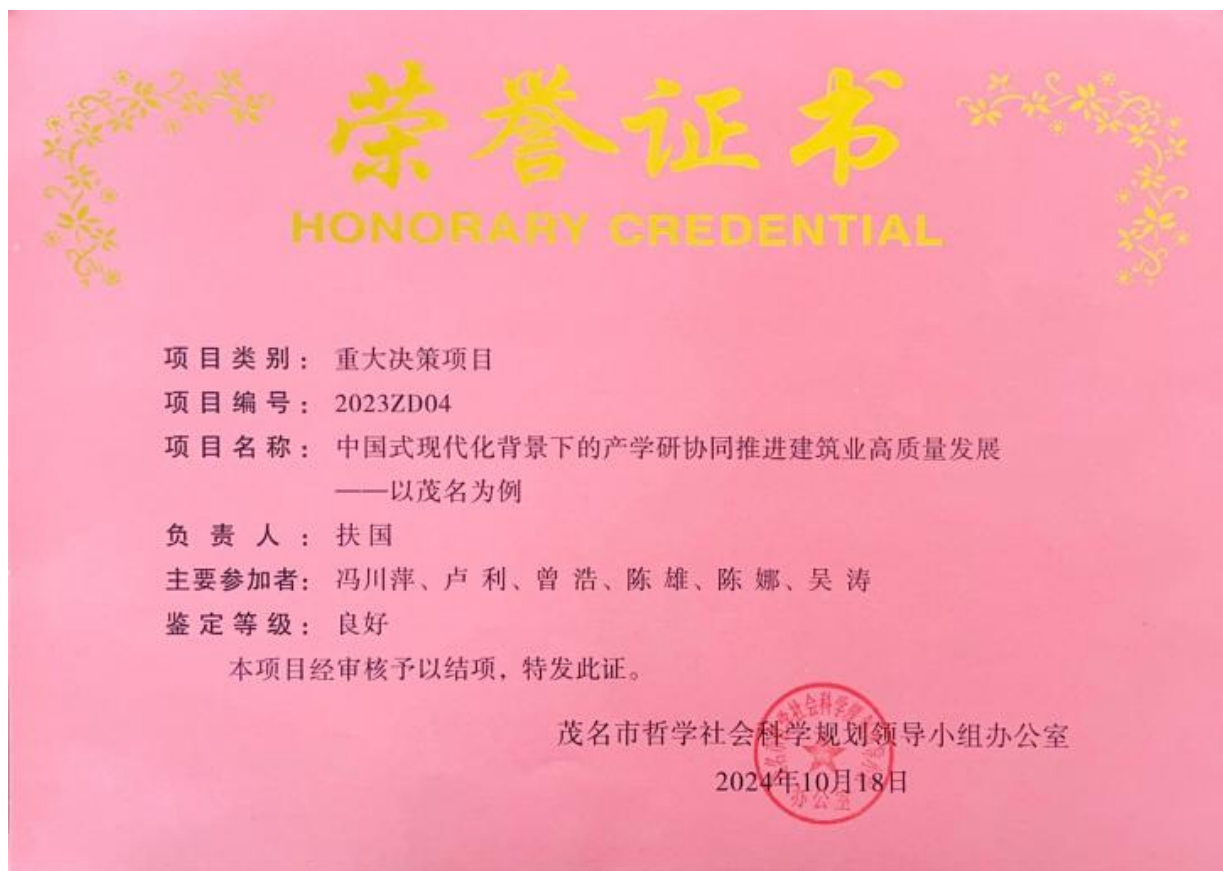 荣誉证书
HONORARY CREDENTIAL
项目类别：重大决策项目
项目编号：2023ZD04
项目名称：中国式现代化背景下的产学研协同推进建筑业高质量发展
——以茂名为例
负责人：扶国
主要参加者：冯川萍、卢 利、曾 浩、陈 雄、陈 娜、吴 涛
鉴定等级：良好
本项目经审核予以结项，特发此证。
茂名市哲学社会科学规划领导小组办公室
2024年10月18日
办公室